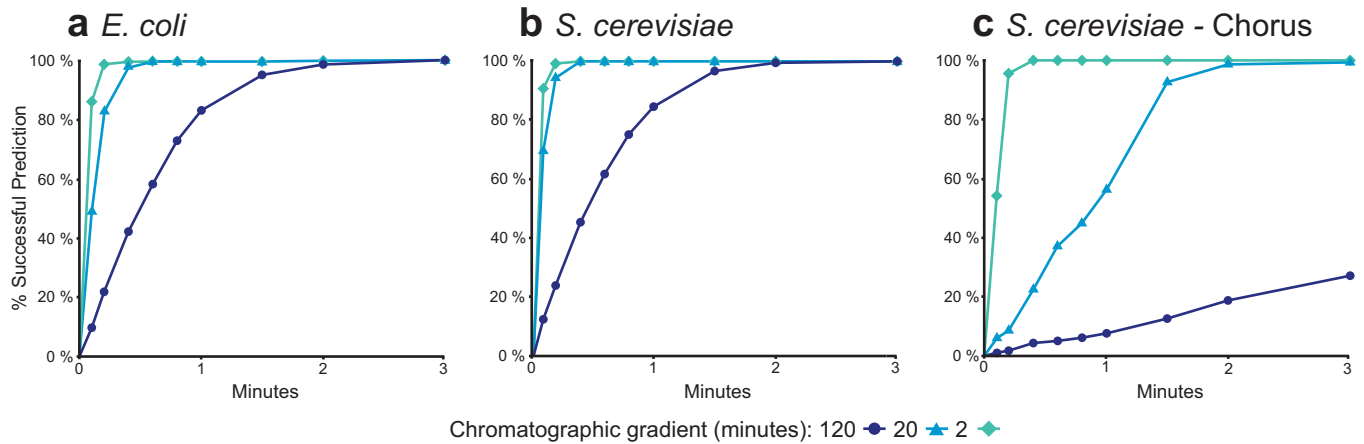 a E. coli
b S. cerevisiae
c S. cerevisiae - Chorus
% Successful Prediction
100 %
80 %
60 %
40 %
20 %
0 %
0 1 2 3
Minutes
100 %
80 %
60 %
40 %
20 %
0 %
0 1 2 3
Minutes
100 %
80 %
60 %
40 %
20 %
0 %
0 1 2 3
Minutes
Chromatographic gradient (minutes): 120 20 2